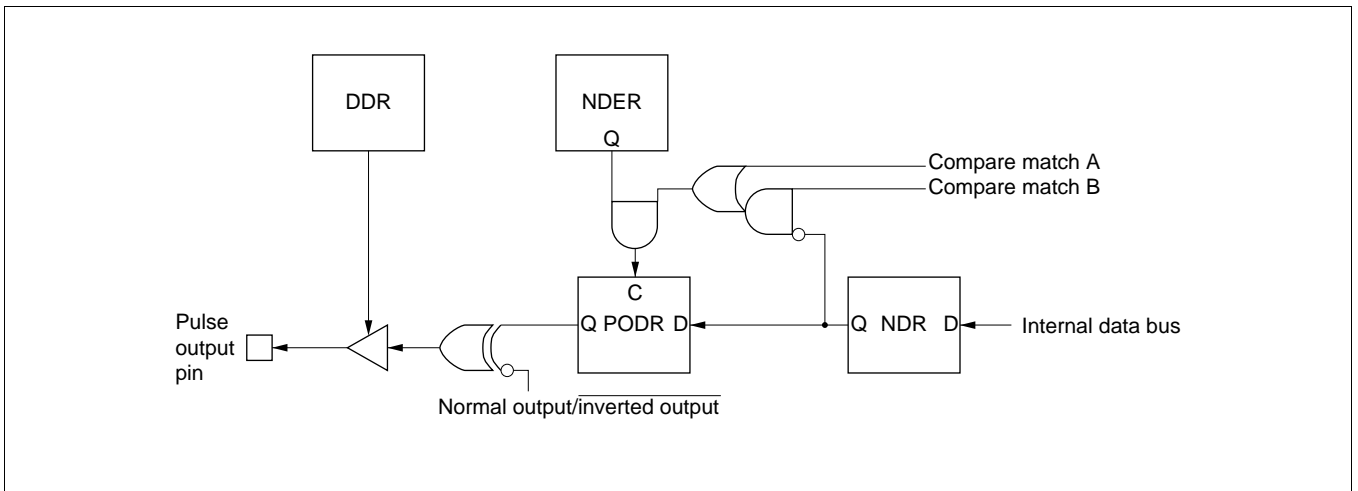 DDR
NDER
Q
Compare match A
Compare match B
C
Q PODR D
Q NDR D
Internal data bus
Pulse
output
pin
Normal output/inverted output